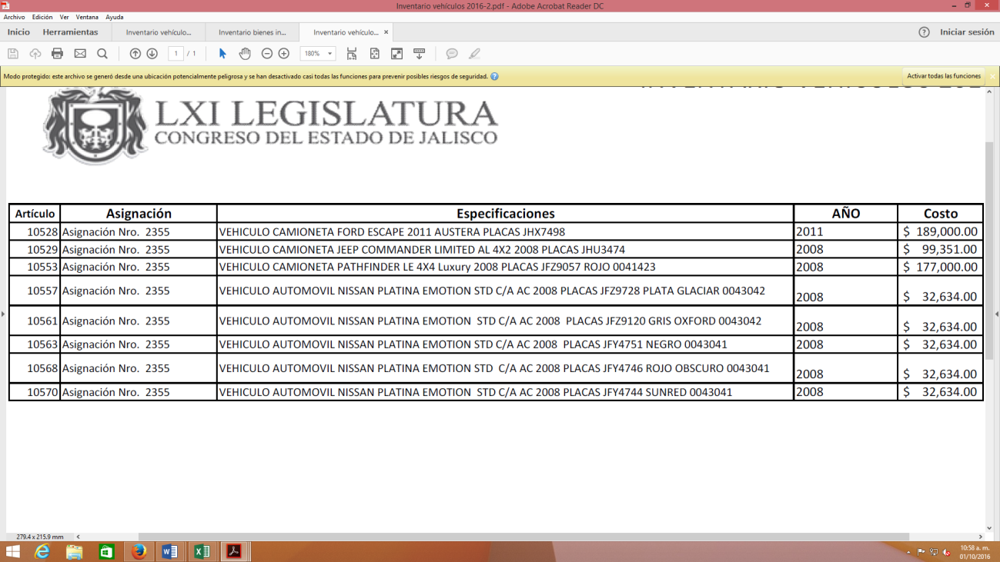 Inventario vehículos 2016-2.pdf - Adobe Acrobat Reader DC
Archivo Edición Ver Ventana Ayuda
Inicio Herramientas Inventario vehículo... Inventario bienes in... Inventario vehículo... × Iniciar sesión
1 / 1 180%
Modo protegido: este archivo se generó desde una ubicación potencialmente peligrosa y se han desactivado casi todas las funciones para prevenir posibles riesgos de seguridad. Activar todas las funciones
LXI LEGISLATURA
CONGRESO DEL ESTADO DE JALISCO
Artículo Asignación Especificaciones AÑO Costo
10528 Asignación Nro. 2355 VEHICULO CAMIONETA FORD ESCAPE 2011 AUSTERA PLACAS JHX7498 2011 $ 189,000.00
10529 Asignación Nro. 2355 VEHICULO CAMIONETA JEEP COMMANDER LIMITED AL 4X2 2008 PLACAS JHU3474 2008 $ 99,351.00
10553 Asignación Nro. 2355 VEHICULO CAMIONETA PATHFINDER LE 4X4 Luxury 2008 PLACAS JFZ9057 ROJO 0041423 2008 $ 177,000.00
10557 Asignación Nro. 2355 VEHICULO AUTOMOVIL NISSAN PLATINA EMOTION STD C/A AC 2008 PLACAS JFZ9728 PLATA GLACIAR 0043042 2008 $ 32,634.00
10561 Asignación Nro. 2355 VEHICULO AUTOMOVIL NISSAN PLATINA EMOTION STD C/A AC 2008 PLACAS JFZ9120 GRIS OXFORD 0043042 2008 $ 32,634.00
10563 Asignación Nro. 2355 VEHICULO AUTOMOVIL NISSAN PLATINA EMOTION STD C/A AC 2008 PLACAS JFY4751 NEGRO 0043041 2008 $ 32,634.00
10568 Asignación Nro. 2355 VEHICULO AUTOMOVIL NISSAN PLATINA EMOTION STD C/A AC 2008 PLACAS JFY4746 ROJO OBSCURO 0043041 2008 $ 32,634.00
10570 Asignación Nro. 2355 VEHICULO AUTOMOVIL NISSAN PLATINA EMOTION STD C/A AC 2008 PLACAS JFY4744 SUNRED 0043041 2008 $ 32,634.00
279.4 x 215.9 mm
10:58 a. m.
01/10/2016